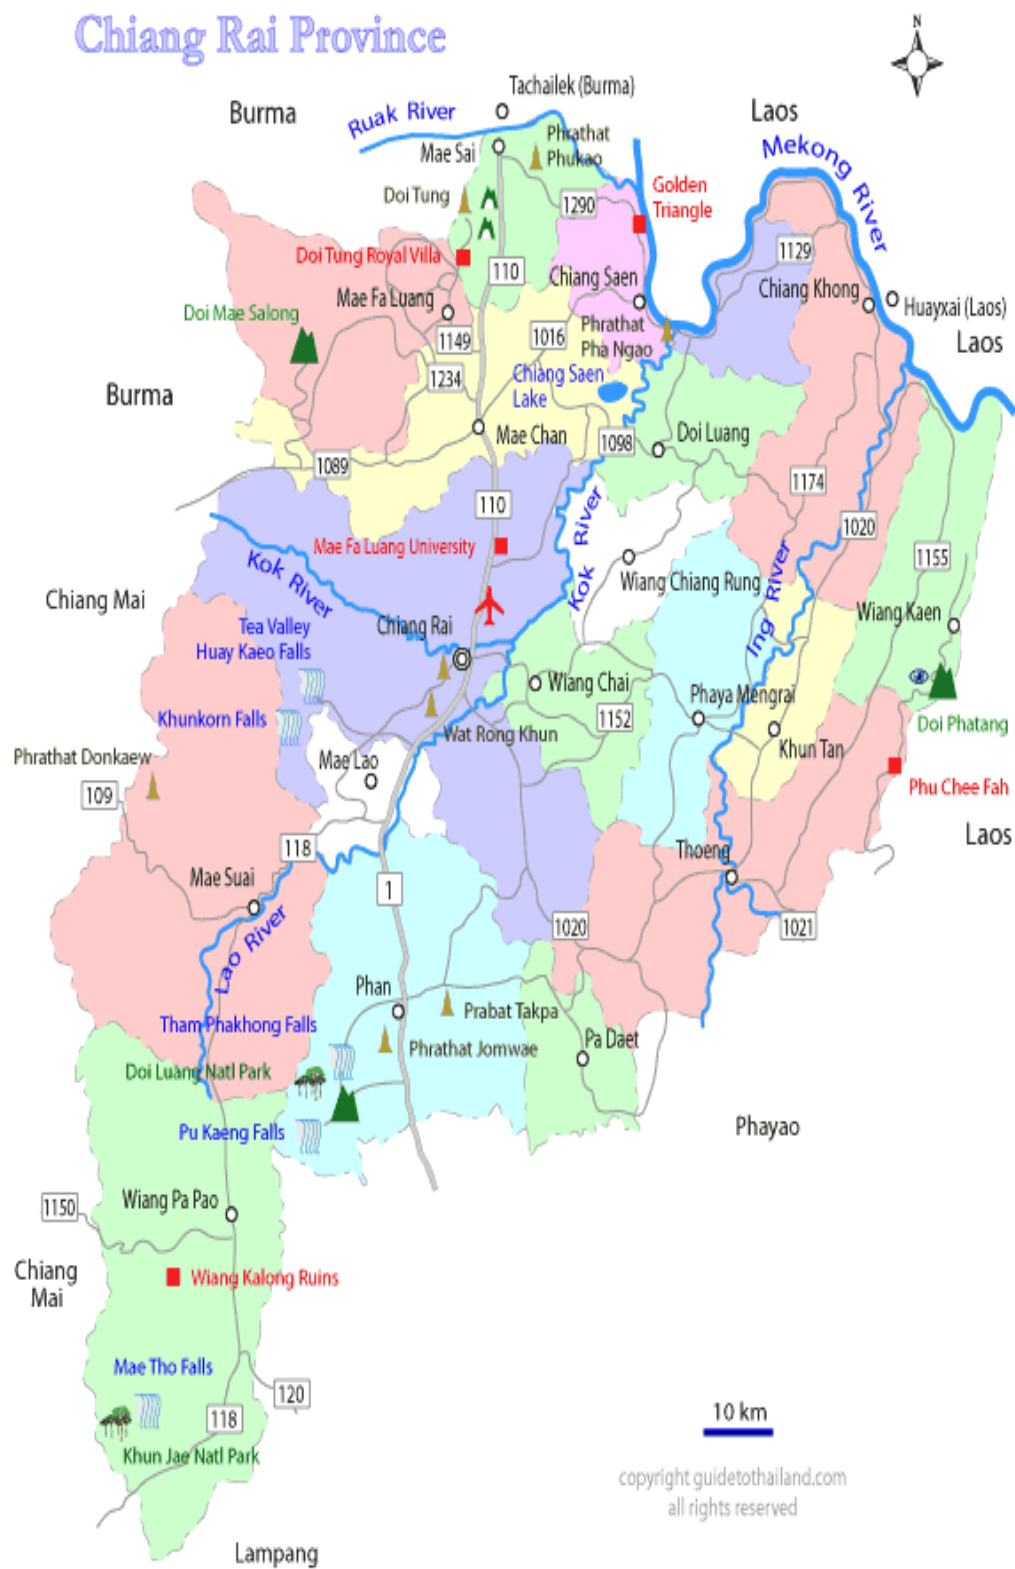 Chiang Rai Province
N
Tachailek (Burma)
Burma
Laos
Ruak River
Mekong River
Mae Sai
Phrathat
Phukao
Doi Tung
1290
Golden
Triangle
1129
Doi Tung Royal Villa
110
Chiang Saen
Chiang Khong
Huayxai (Laos)
Mae Fa Luang
Doi Mae Salong
Phrathat
Pha Ngao
1149
1016
Laos
1234
Chiang Saen
Lake
Burma
Mae Chan
1098
Doi Luang
1089
1174
110
Kok River
1020
Mae Fa Luang University
1155
Kok River
Wiang Chiang Rung
Ing River
Chiang Mai
Wiang Kaen
Tea Valley
Huay Kaeo Falls
Chiang Rai
Wiang Chai
Phaya Mengrai
Khunkorn Falls
1152
Doi Phatang
Wat Rong Khun
Khun Tan
Phrathat Donkaew
Mae Lao
109
Phu Chee Fah
Laos
118
Thoeng
Mae Suai
1
1020
1021
Lao River
Phan
Prabat Takpa
Tham Phakhong Falls
Phrathat Jomwae
Pa Daet
Doi Luang Natl Park
Pu Kaeng Falls
Phayao
Wiang Pa Pao
1150
Chiang
Mai
Wiang Kalong Ruins
Mae Tho Falls
120
118
10 km
Khun Jae Natl Park
copyright guidetothailand.com
all rights reserved
Lampang